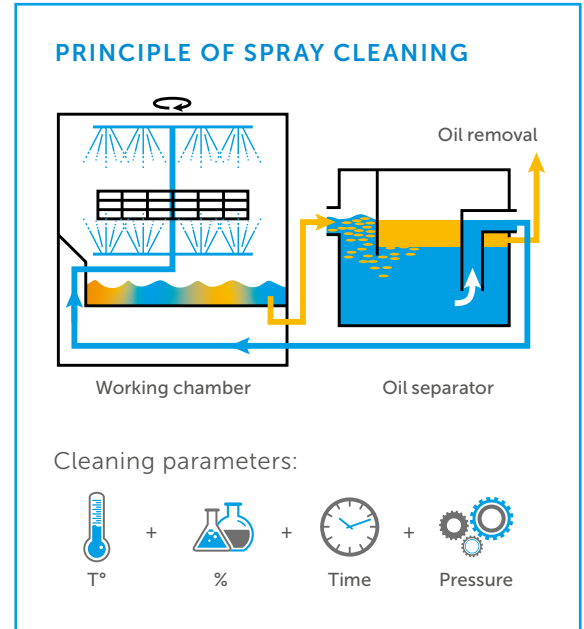 PRINCIPLE OF SPRAY CLEANING
Oil removal
Working chamber
Oil separator
Cleaning parameters:
+ + +
T° % Time Pressure